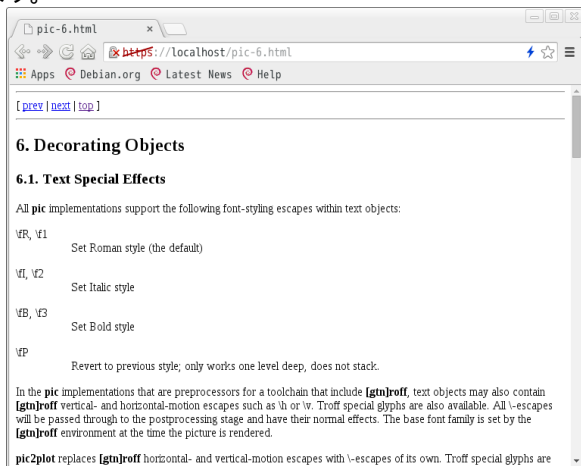 す。
pic-6.html
https://localhost/pic-6.html
Apps Debian.org Latest News Help
[ prev | next | top ]
6. Decorating Objects
6.1. Text Special Effects
All pic implementations support the following font-styling escapes within text objects:
\fR, \f1
Set Roman style (the default)
\fI, \f2
Set Italic style
\fB, \f3
Set Bold style
\fP
Revert to previous style; only works one level deep, does not stack.
In the pic implementations that are preprocessors for a toolchain that include [gtn]roff, text objects may also contain
[gtn]roff vertical- and horizontal-motion escapes such as \h or \v. Troff special glyphs are also available. All \-escapes
will be passed through to the postprocessing stage and have their normal effects. The base font family is set by the
[gtn]roff environment at the time the picture is rendered.
pic2plot replaces [gtn]roff horizontal- and vertical-motion escapes with \-escapes of its own. Troff special glyphs are